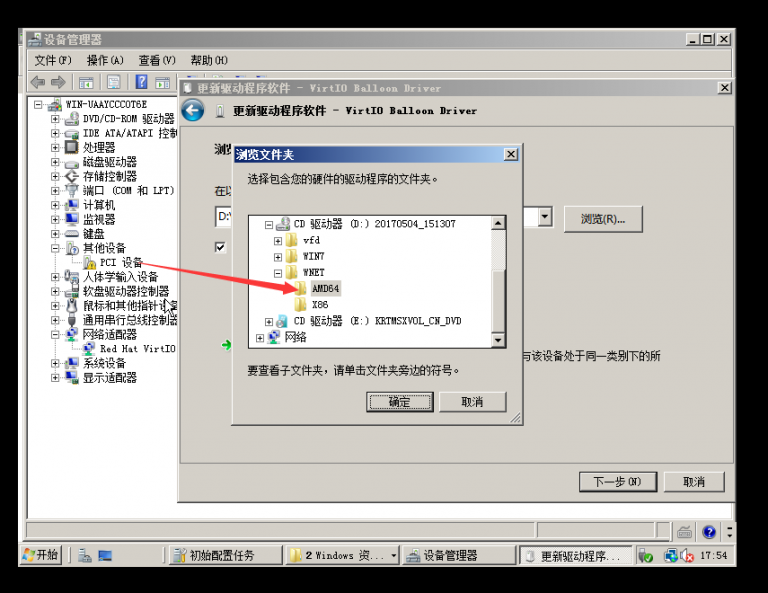 设备管理器
文件(F) 操作(A) 查看(V) 帮助(H)
WIN-UAAYCCCOT6E
DVD/CD-ROM 驱动器
IDE ATA/ATAPI 控制
处理器
磁盘驱动器
存储控制器
端口 (COM 和 LPT)
计算机
监视器
键盘
其他设备
PCI 设备
人体学输入设备
软盘驱动器控制器
鼠标和其他指针设备
通用串行总线控制器
网络适配器
Red Hat VirtIO
系统设备
显示适配器
更新驱动程序软件 - VirtIO Balloon Driver
更新驱动程序软件 - VirtIO Balloon Driver
浏览
在以
D:\
浏览(R)...
浏览文件夹
选择包含您的硬件的驱动程序的文件夹。
CD 驱动器 (D:) 20170504_151307
vfd
WIN7
WNET
AMD64
X86
CD 驱动器 (E:) KRTMSXVOL_CN_DVD
网络
要查看子文件夹，请单击文件夹旁边的符号。
确定 取消
与该设备处于同一类别下的所
下一步(N) 取消
开始 初始配置任务 2 Windows 资... 设备管理器 更新驱动程序... 17:54